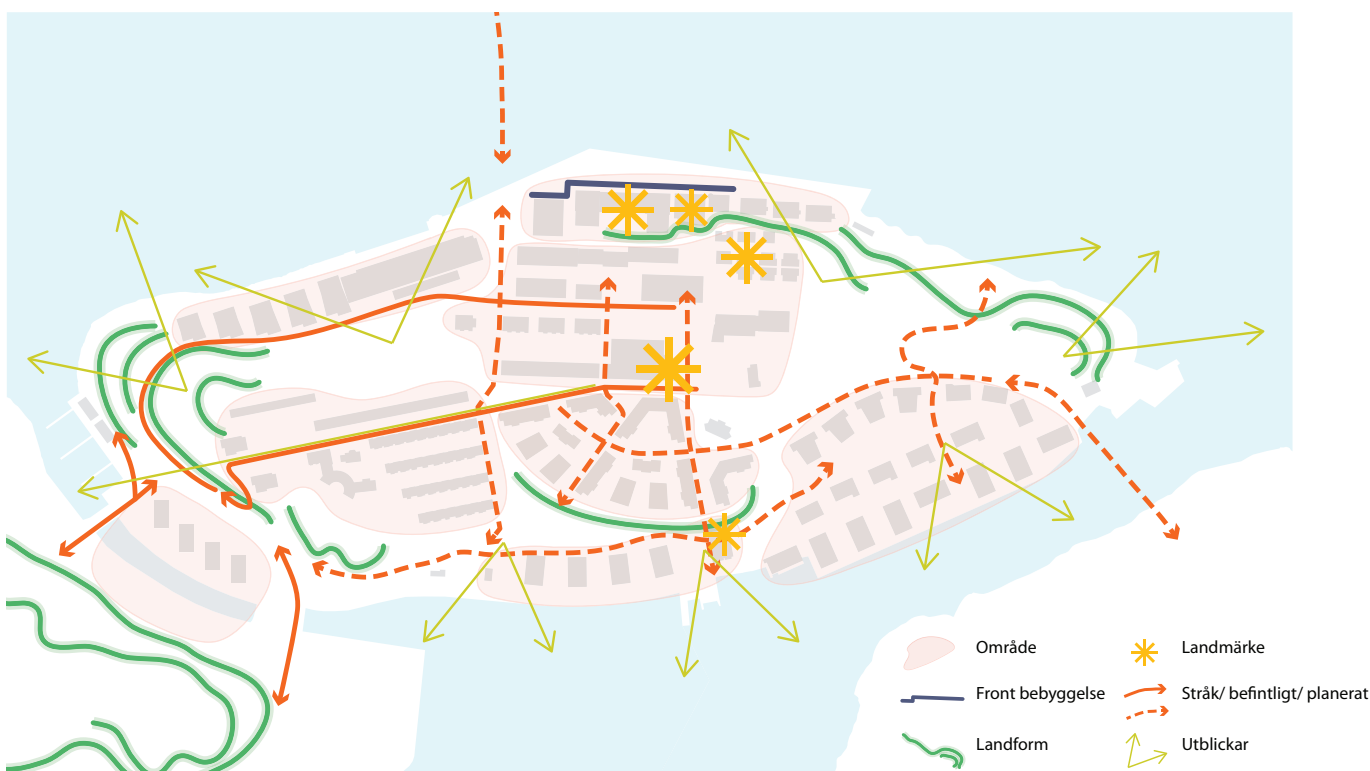 Område
Landmärke
Front bebyggelse
Stråk/ befintligt/ planerat
Landform
Utblickar